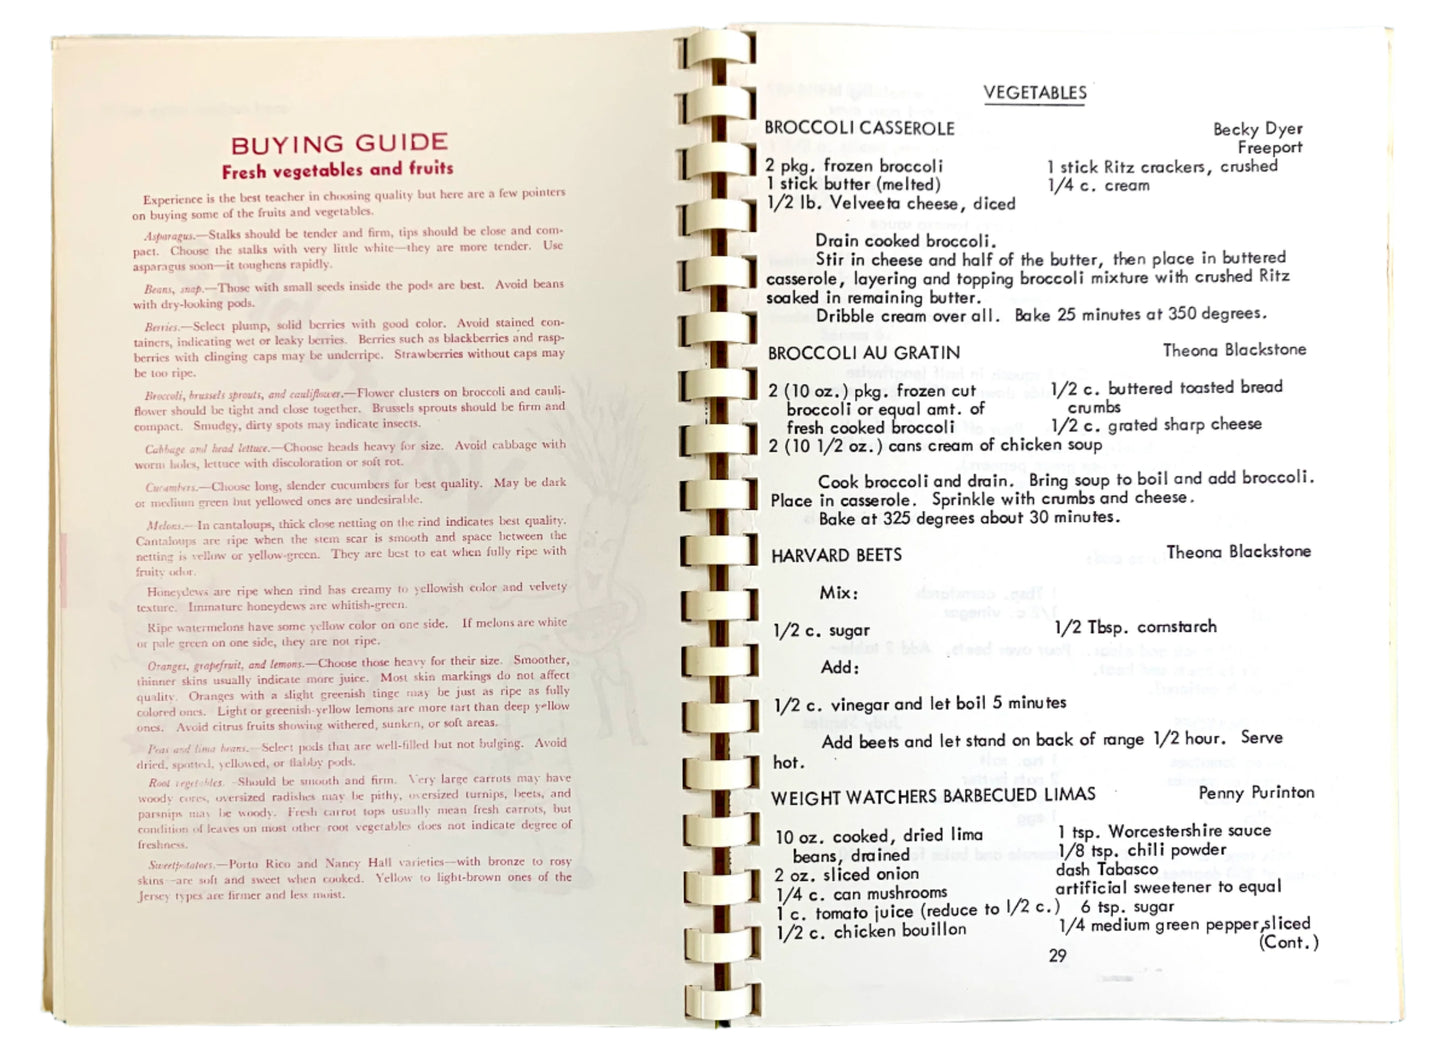 BUYING GUIDE
Fresh vegetables and fruits
Experience is the best teacher in choosing quality but here are a few pointers
on buying some of the fruits and vegetables.
Asparagus.—Stalks should be tender and firm, tips should be close and com-
pact. Choose the stalks with very little white—they are more tender. Use
asparagus soon—it toughens rapidly.
Beans, snap.—Those with small seeds inside the pods are best. Avoid beans
with dry-looking pods.
Berries.—Select plump, solid berries with good color. Avoid stained con-
tainers, indicating wet or leaky berries. Berries such as blackberries and rasp-
berries with clinging caps may be underripe. Strawberries without caps may
be too ripe.
Broccoli, brussels sprouts, and cauliflower.—Flower clusters on broccoli and cauli-
flower should be tight and close together. Brussels sprouts should be firm and
compact. Smudgy, dirty spots may indicate insects.
Cabbage and head lettuce.—Choose heads heavy for size. Avoid cabbage with
worm holes, lettuce with discoloration or soft rot.
Cucumbers.—Choose long, slender cucumbers for best quality. May be dark
or medium green but yellowed ones are undesirable.
Melons.—In cantaloups, thick close netting on the rind indicates best quality.
Cantaloups are ripe when the stem scar is smooth and space between the
netting is yellow or yellow-green. They are best to eat when fully ripe with
fruity odor.
Honeydews are ripe when rind has creamy to yellowish color and velvety
texture. Immature honeydews are whitish-green.
Ripe watermelons have some yellow color on one side. If melons are white
or pale green on one side, they are not ripe.
Oranges, grapefruit, and lemons.—Choose those heavy for their size. Smoother,
thinner skins usually indicate more juice. Most skin markings do not affect
quality. Oranges with a slight greenish tinge may be just as ripe as fully
colored ones. Light or greenish-yellow lemons are more tart than deep yellow
ones. Avoid citrus fruits showing withered, sunken, or soft areas.
Peas and lima beans.—Select pods that are well-filled but not bulging. Avoid
dried, spotted, yellowed, or flabby pods.
Root vegetables.—Should be smooth and firm. Very large carrots may have
woody cores, oversized radishes may be pithy, oversized turnips, beets, and
parsnips may be woody. Fresh carrot tops usually mean fresh carrots, but
condition of leaves on most other root vegetables does not indicate degree of
freshness.
Sweetpotatoes.—Porto Rico and Nancy Hall varieties—with bronze to rosy
skins—are soft and sweet when cooked. Yellow to light-brown ones of the
Jersey types are firmer and less moist.
VEGETABLES
BROCCOLI CASSEROLE Becky Dyer
Freeport
2 pkg. frozen broccoli 1 stick Ritz crackers, crushed
1 stick butter (melted) 1/4 c. cream
1/2 lb. Velveeta cheese, diced
Drain cooked broccoli.
Stir in cheese and half of the butter, then place in buttered
casserole, layering and topping broccoli mixture with crushed Ritz
soaked in remaining butter.
Dribble cream over all. Bake 25 minutes at 350 degrees.
BROCCOLI AU GRATIN Theona Blackstone
2 (10 oz.) pkg. frozen cut 1/2 c. buttered toasted bread
broccoli or equal amt. of crumbs
fresh cooked broccoli 1/2 c. grated sharp cheese
2 (10 1/2 oz.) cans cream of chicken soup
Cook broccoli and drain. Bring soup to boil and add broccoli.
Place in casserole. Sprinkle with crumbs and cheese.
Bake at 325 degrees about 30 minutes.
HARVARD BEETS Theona Blackstone
Mix:
1/2 c. sugar 1/2 Tbsp. cornstarch
Add:
1/2 c. vinegar and let boil 5 minutes
Add beets and let stand on back of range 1/2 hour. Serve
hot.
WEIGHT WATCHERS BARBECUED LIMAS Penny Purinton
10 oz. cooked, dried lima 1 tsp. Worcestershire sauce
beans, drained 1/8 tsp. chili powder
2 oz. sliced onion dash Tabasco
1/4 c. can mushrooms artificial sweetener to equal
1 c. tomato juice (reduce to 1/2 c.) 6 tsp. sugar
1/2 c. chicken bouillon 1/4 medium green pepper, sliced
(Cont.)
29